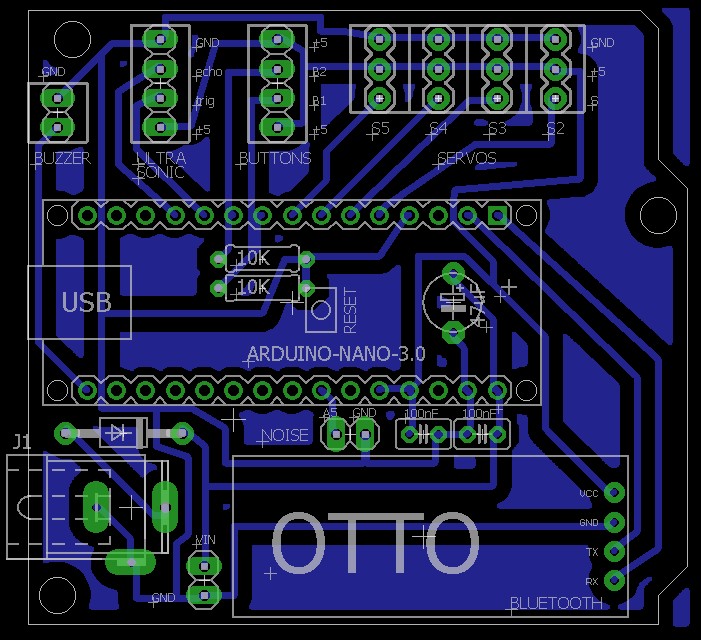 GND
echo
trig
+5
+5
B2
B1
+5
GND
+5
S
GND
BUZZER
ULTRA
SONIC
BUTTONS
S5
S4
S3
S2
SERVOS
10K
10K
USB
RESET
47uF
+
ARDUINO-NANO-3.0
A5
GND
100nF
100nF
NOISE
J1
VCC
GND
TX
RX
OTTO
VIN
GND
BLUETOOTH